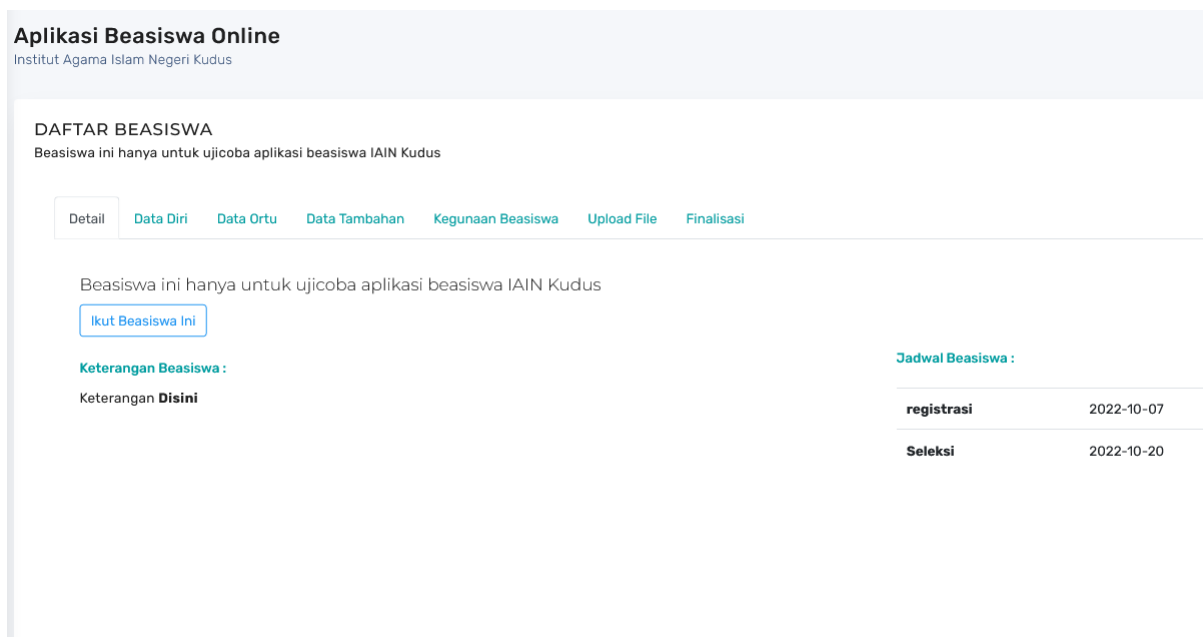 Aplikasi Beasiswa Online
Institut Agama Islam Negeri Kudus
DAFTAR BEASISWA
Beasiswa ini hanya untuk ujicoba aplikasi beasiswa IAIN Kudus
Detail Data Diri Data Ortu Data Tambahan Kegunaan Beasiswa Upload File Finalisasi
Beasiswa ini hanya untuk ujicoba aplikasi beasiswa IAIN Kudus
Ikut Beasiswa Ini
Keterangan Beasiswa :
Keterangan Disini
Jadwal Beasiswa :
registrasi 2022-10-07
Seleksi 2022-10-20